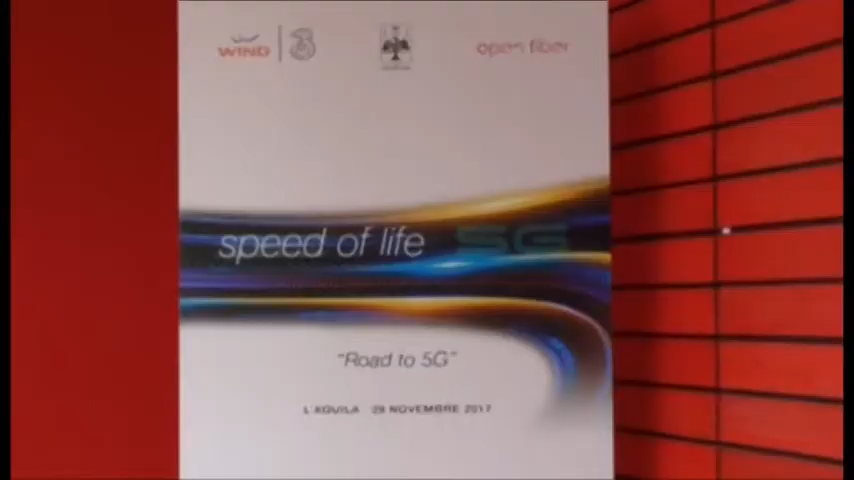 WIND 3 open fiber
speed of life 5G
"Road to 5G"
L'AQUILA 29 NOVEMBRE 2017